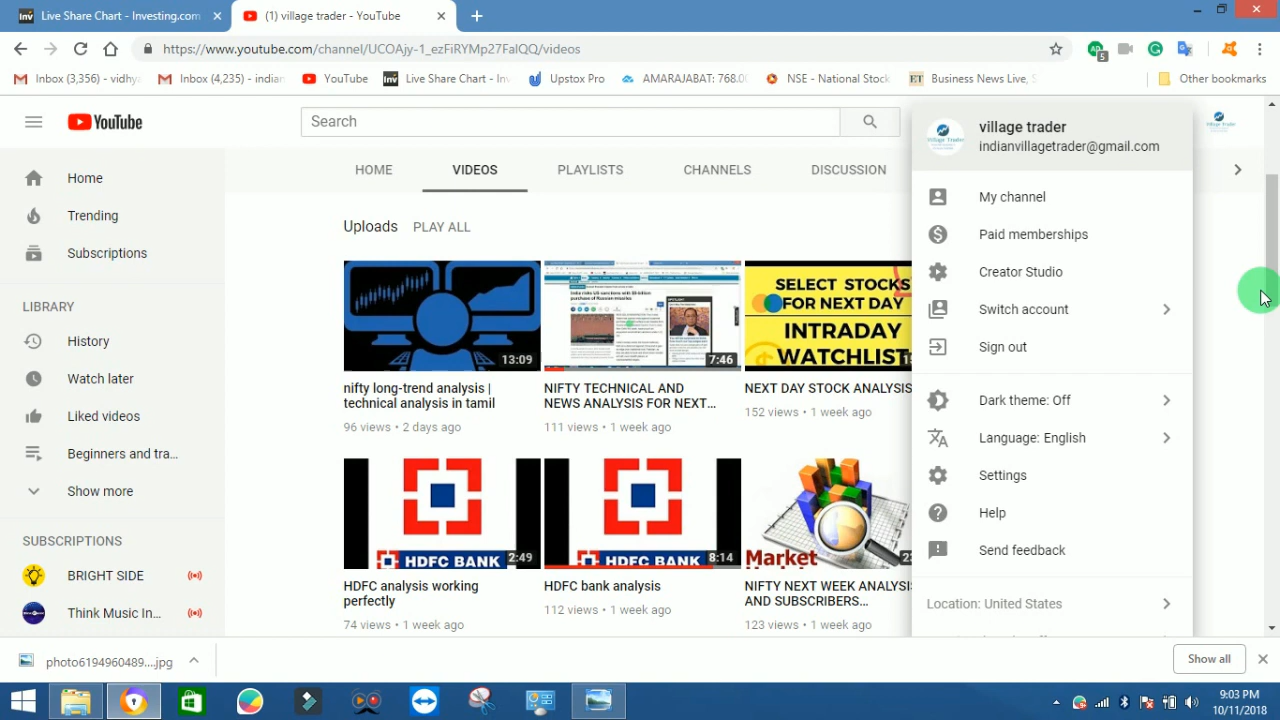 Live Share Chart - Investing.com
(1) village trader - YouTube
https://www.youtube.com/channel/UCOAjy-1_ezFiRYMp27FalQQ/videos
5
Inbox (3,356) - vidhy
Inbox (4,235) - indian
YouTube
Live Share Chart - Inv
Upstox Pro
AMARAJABAT: 768.0
NSE - National Stock
ET Business News Live, S
Other bookmarks
YouTube
Search
village trader
indianvillagetrader@gmail.com
HOME
VIDEOS
PLAYLISTS
CHANNELS
DISCUSSION
Home
Trending
Subscriptions
LIBRARY
History
Watch later
Liked videos
Beginners and tra...
Show more
SUBSCRIPTIONS
BRIGHT SIDE
Think Music In...
Uploads PLAY ALL
13:09
nifty long-trend analysis |
technical analysis in tamil
96 views • 2 days ago
7:46
NIFTY TECHNICAL AND
NEWS ANALYSIS FOR NEXT...
111 views • 1 week ago
SELECT STOCKS
FOR NEXT DAY
INTRADAY
WATCHLIST
NEXT DAY STOCK ANALYSIS
152 views • 1 week ago
HDFC BANK
2:49
HDFC analysis working
perfectly
74 views • 1 week ago
HDFC BANK
8:14
HDFC bank analysis
112 views • 1 week ago
Market
NIFTY NEXT WEEK ANALYSIS
AND SUBSCRIBERS...
123 views • 1 week ago
My channel
Paid memberships
Creator Studio
Switch account
Sign out
Dark theme: Off
Language: English
Settings
Help
Send feedback
Location: United States
photo6194960489....jpg
Show all
9:03 PM
10/11/2018